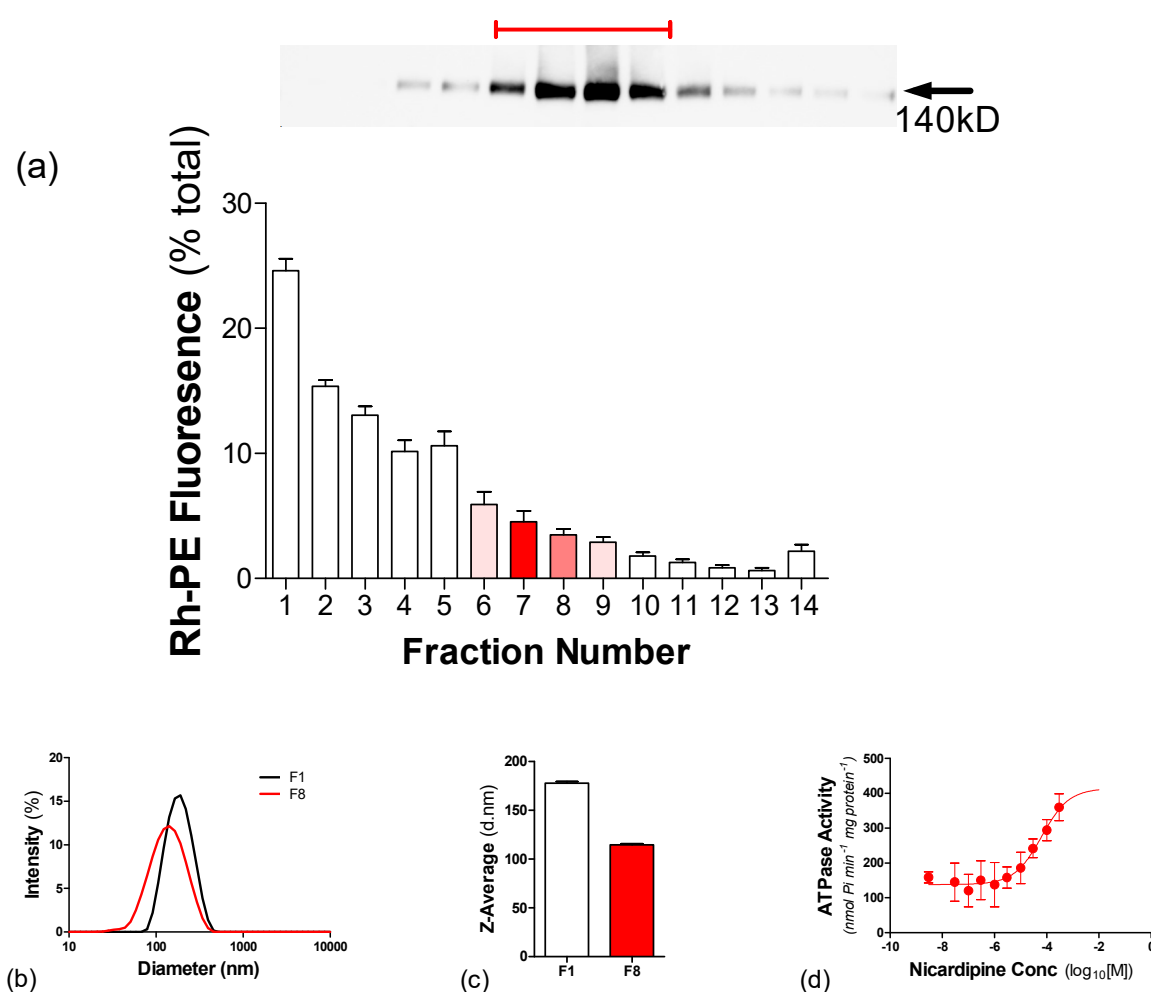 140kD
(a)
Rh-PE Fluoresence (% total)
30
20
10
0
1 2 3 4 5 6 7 8 9 10 11 12 13 14
Fraction Number
20
15
10
5
0
Intensity (%)
F1
F8
10 100 1000 10000
Diameter (nm)
(b)
200
150
100
50
0
Z-Average (d.nm)
F1 F8
(c)
500
400
300
200
100
0
ATPase Activity
(nmol Pi min⁻¹ mg protein⁻¹)
-10 -8 -6 -4 -2 0
Nicardipine Conc (log₁₀[M])
(d)